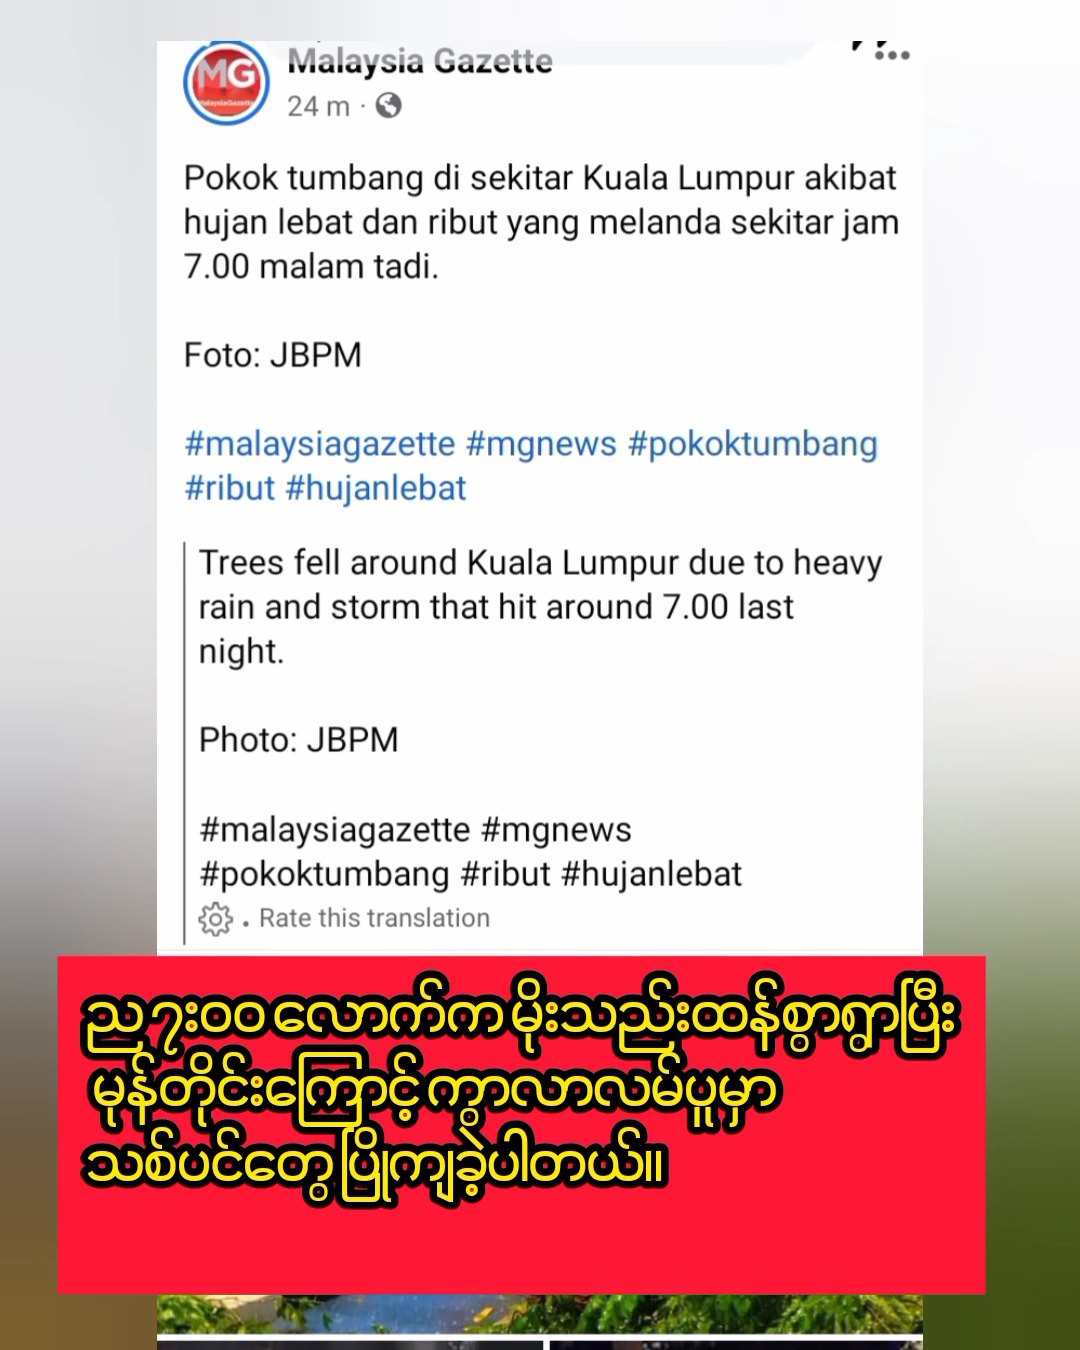 Malaysia Gazette
MG
MalaysiaGazette
24 m ·
Pokok tumbang di sekitar Kuala Lumpur akibat
hujan lebat dan ribut yang melanda sekitar jam
7.00 malam tadi.
Foto: JBPM
#malaysiagazette #mgnews #pokoktumbang
#ribut #hujanlebat
Trees fell around Kuala Lumpur due to heavy
rain and storm that hit around 7.00 last
night.
Photo: JBPM
#malaysiagazette #mgnews
#pokoktumbang #ribut #hujanlebat
. Rate this translation
ည ၇း၀၀ လောက်က မိုးသည်းထန်စွာရွာပြီး
မုန်တိုင်းကြောင့် ကွာလာလမ်ပူမှာ
သစ်ပင်တွေ ပြိုကျခဲ့ပါတယ်။